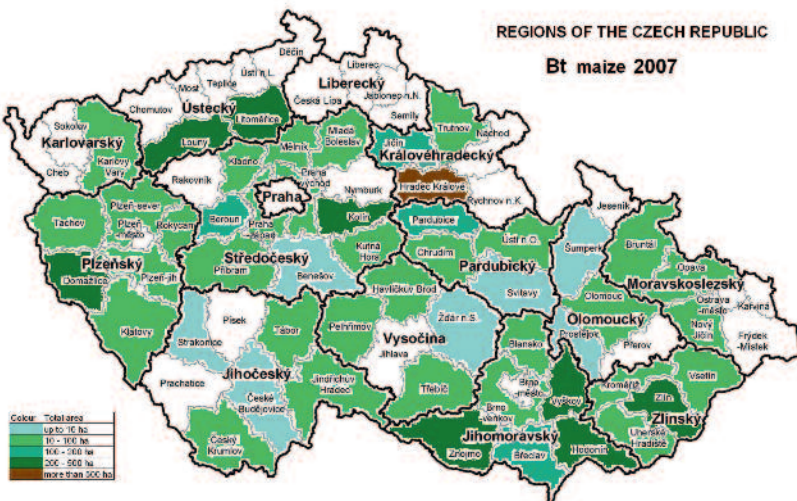 REGIONS OF THE CZECH REPUBLIC
Bt maize 2007
Děčín
Liberec
Ústí n.L.
Teplice
Most
Liberecký
Jablonec n.N.
Česká Lípa
Chomutov
Ústecký
Semily
Litoměřice
Trutnov
Sokolov
Karlovarský
Louny
Mladá
Boleslav
Jičín
Náchod
Mělník
Královéhradecký
Karlovy
Vary
Cheb
Kladno
Praha
východ
Rakovník
Nymburk
Hradec Králové
Rychnov n.K.
Praha
Jeseník
Plzeň-sever
Tachov
Beroun
Kolín
Pardubice
Plzeň
-město
Rokycany
Praha
-západ
Ústí n.O.
Šumperk
Bruntál
Kutná
Hora
Chrudim
Středočeský
Plzeňský
Příbram
Benešov
Pardubický
Opava
Domažlice
Plzeň-jih
Moravskoslezský
Svitavy
Olomouc
Havlíčkův Brod
Ostrava
-město
Karviná
Klatovy
Písek
Tábor
Pelhřimov
Žďár n.S.
Olomoucký
Nový
Jičín
Frýdek
-Místek
Strakonice
Vysočina
Prostějov
Přerov
Jihlava
Blansko
Prachatice
Jihočeský
Jindřichův
Hradec
Vsetín
České
Budějovice
Třebíč
Brno
-město
Vyškov
Kroměříž
Zlín
Brno
-venkov
Zlínský
Uherské
Hradiště
Český
Krumlov
Jihomoravský
Znojmo
Břeclav
Hodonín
Colour Total area
up to 10 ha
10 - 100 ha
100 - 200 ha
200 - 500 ha
more than 500 ha